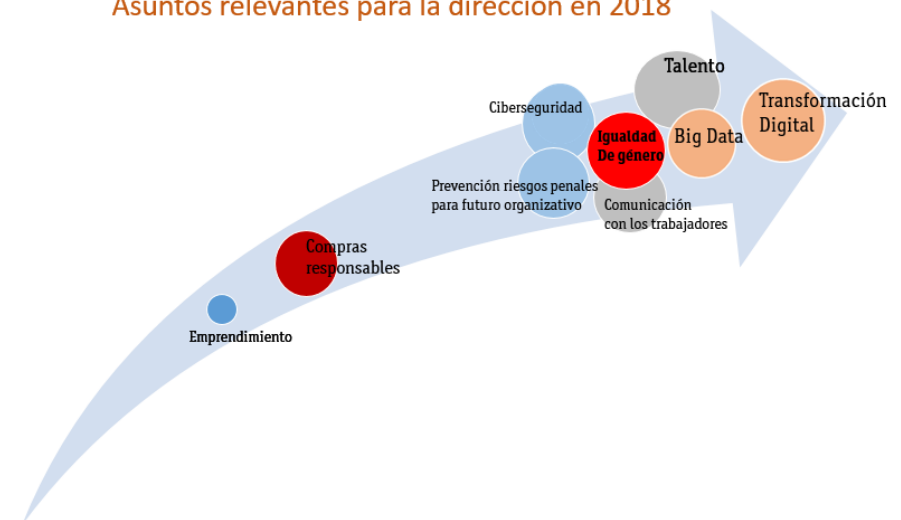 Asuntos relevantes para la dirección en 2018
Talento
Transformación
Digital
Ciberseguridad
Igualdad
De género
Big Data
Prevención riesgos penales
para futuro organizativo
Comunicación
con los trabajadores
Compras
responsables
Emprendimiento